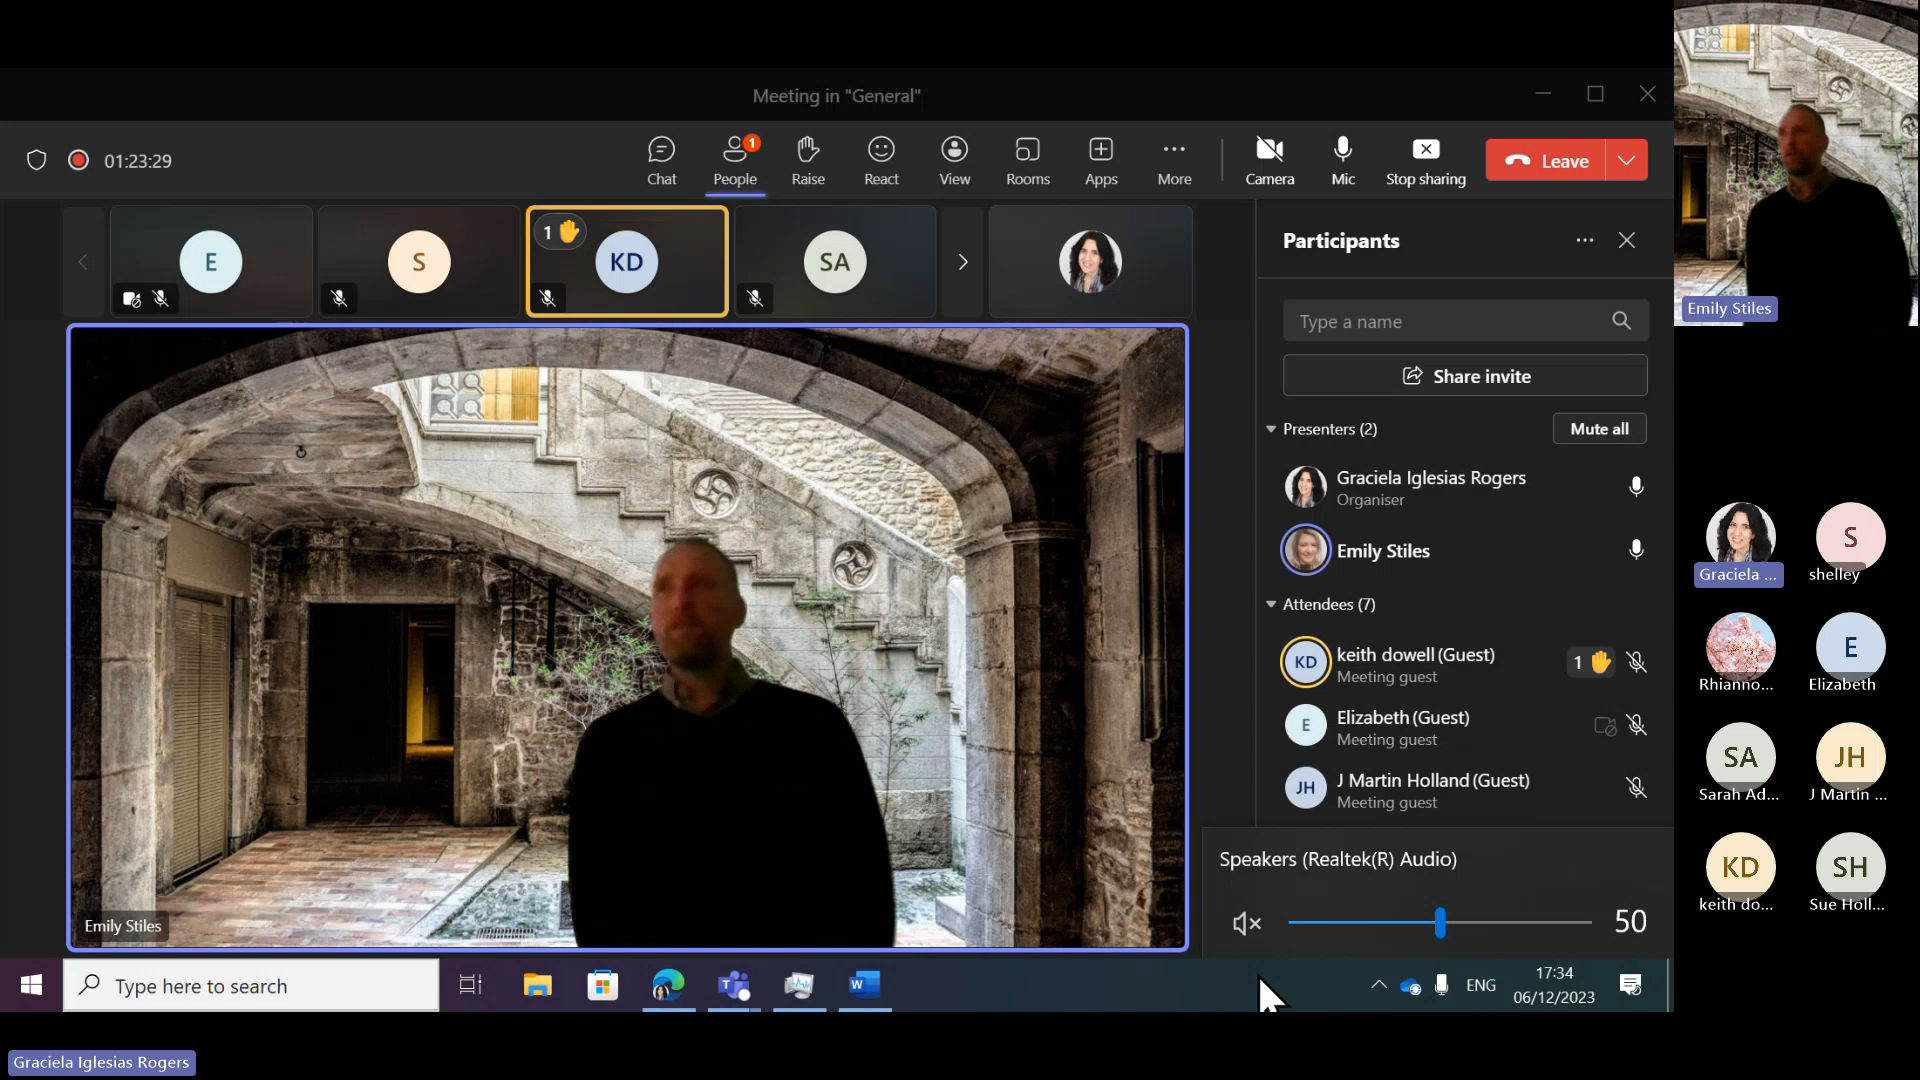 Meeting in "General"
01:23:29
Chat
1
People
Raise
React
View
Rooms
Apps
More
Camera
Mic
Stop sharing
Leave
E
S
1
KD
SA
Participants
Type a name
Share invite
Presenters (2)
Mute all
Graciela Iglesias Rogers
Organiser
Emily Stiles
Attendees (7)
KD
keith dowell (Guest)
Meeting guest
1
E
Elizabeth (Guest)
Meeting guest
JH
J Martin Holland (Guest)
Meeting guest
Speakers (Realtek(R) Audio)
50
Emily Stiles
Type here to search
ENG
17:34
06/12/2023
Graciela Iglesias Rogers
Emily Stiles
Graciela ...
S
shelley
Rhianno...
E
Elizabeth
SA
Sarah Ad...
JH
J Martin ...
KD
keith do...
SH
Sue Holl...